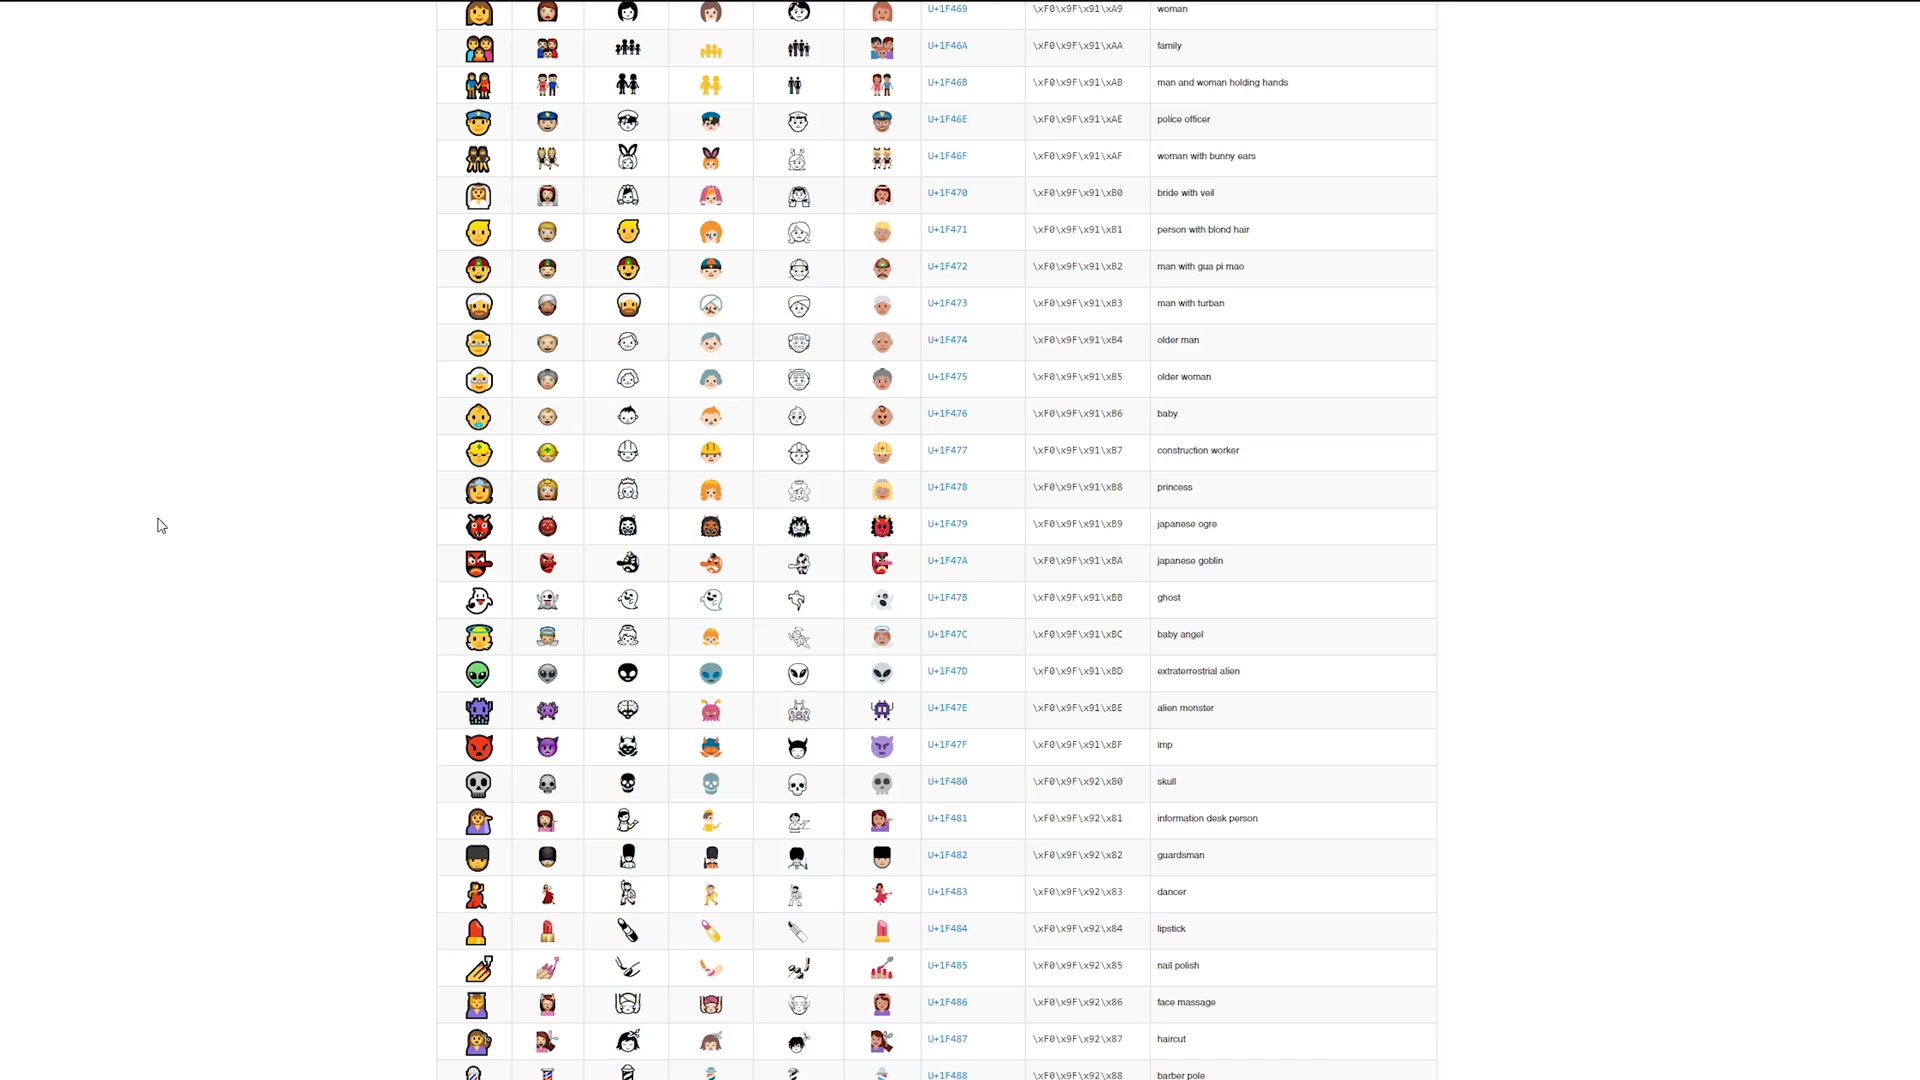 U+1F469 \xF0\x9F\x91\xA9 woman
U+1F46A \xF0\x9F\x91\xAA family
U+1F46B \xF0\x9F\x91\xAB man and woman holding hands
U+1F46E \xF0\x9F\x91\xAE police officer
U+1F46F \xF0\x9F\x91\xAF woman with bunny ears
U+1F470 \xF0\x9F\x91\xB0 bride with veil
U+1F471 \xF0\x9F\x91\xB1 person with blond hair
U+1F472 \xF0\x9F\x91\xB2 man with gua pi mao
U+1F473 \xF0\x9F\x91\xB3 man with turban
U+1F474 \xF0\x9F\x91\xB4 older man
U+1F475 \xF0\x9F\x91\xB5 older woman
U+1F476 \xF0\x9F\x91\xB6 baby
U+1F477 \xF0\x9F\x91\xB7 construction worker
U+1F478 \xF0\x9F\x91\xB8 princess
U+1F479 \xF0\x9F\x91\xB9 japanese ogre
U+1F47A \xF0\x9F\x91\xBA japanese goblin
U+1F47B \xF0\x9F\x91\xBB ghost
U+1F47C \xF0\x9F\x91\xBC baby angel
U+1F47D \xF0\x9F\x91\xBD extraterrestrial alien
U+1F47E \xF0\x9F\x91\xBE alien monster
U+1F47F \xF0\x9F\x91\xBF imp
U+1F480 \xF0\x9F\x92\x80 skull
U+1F481 \xF0\x9F\x92\x81 information desk person
U+1F482 \xF0\x9F\x92\x82 guardsman
U+1F483 \xF0\x9F\x92\x83 dancer
U+1F484 \xF0\x9F\x92\x84 lipstick
U+1F485 \xF0\x9F\x92\x85 nail polish
U+1F486 \xF0\x9F\x92\x86 face massage
U+1F487 \xF0\x9F\x92\x87 haircut
U+1F488 \xF0\x9F\x92\x88 barber pole